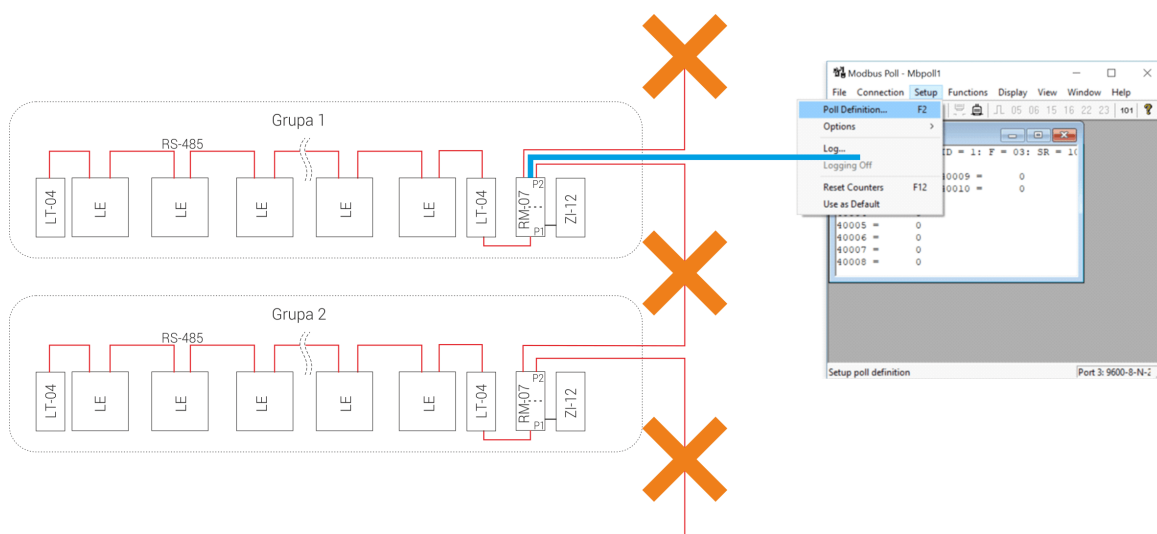 Grupa 1
RS-485
LT-04
LE
LE
LE
LE
LE
LT-04
RM-07
P2
P1
ZI-12
Grupa 2
RS-485
LT-04
LE
LE
LE
LE
LE
LT-04
RM-07
P2
P1
ZI-12
Modbus Poll - Mbpoll1
File Connection Setup Functions Display View Window Help
05 06 15 16 22 23 101
Poll Definition... F2
Options
Log...
Logging Off
Reset Counters F12
Use as Default
ID = 1: F = 03: SR = 10
40009 = 0
40010 = 0
40005 = 0
40006 = 0
40007 = 0
40008 = 0
Setup poll definition
Port 3: 9600-8-N-